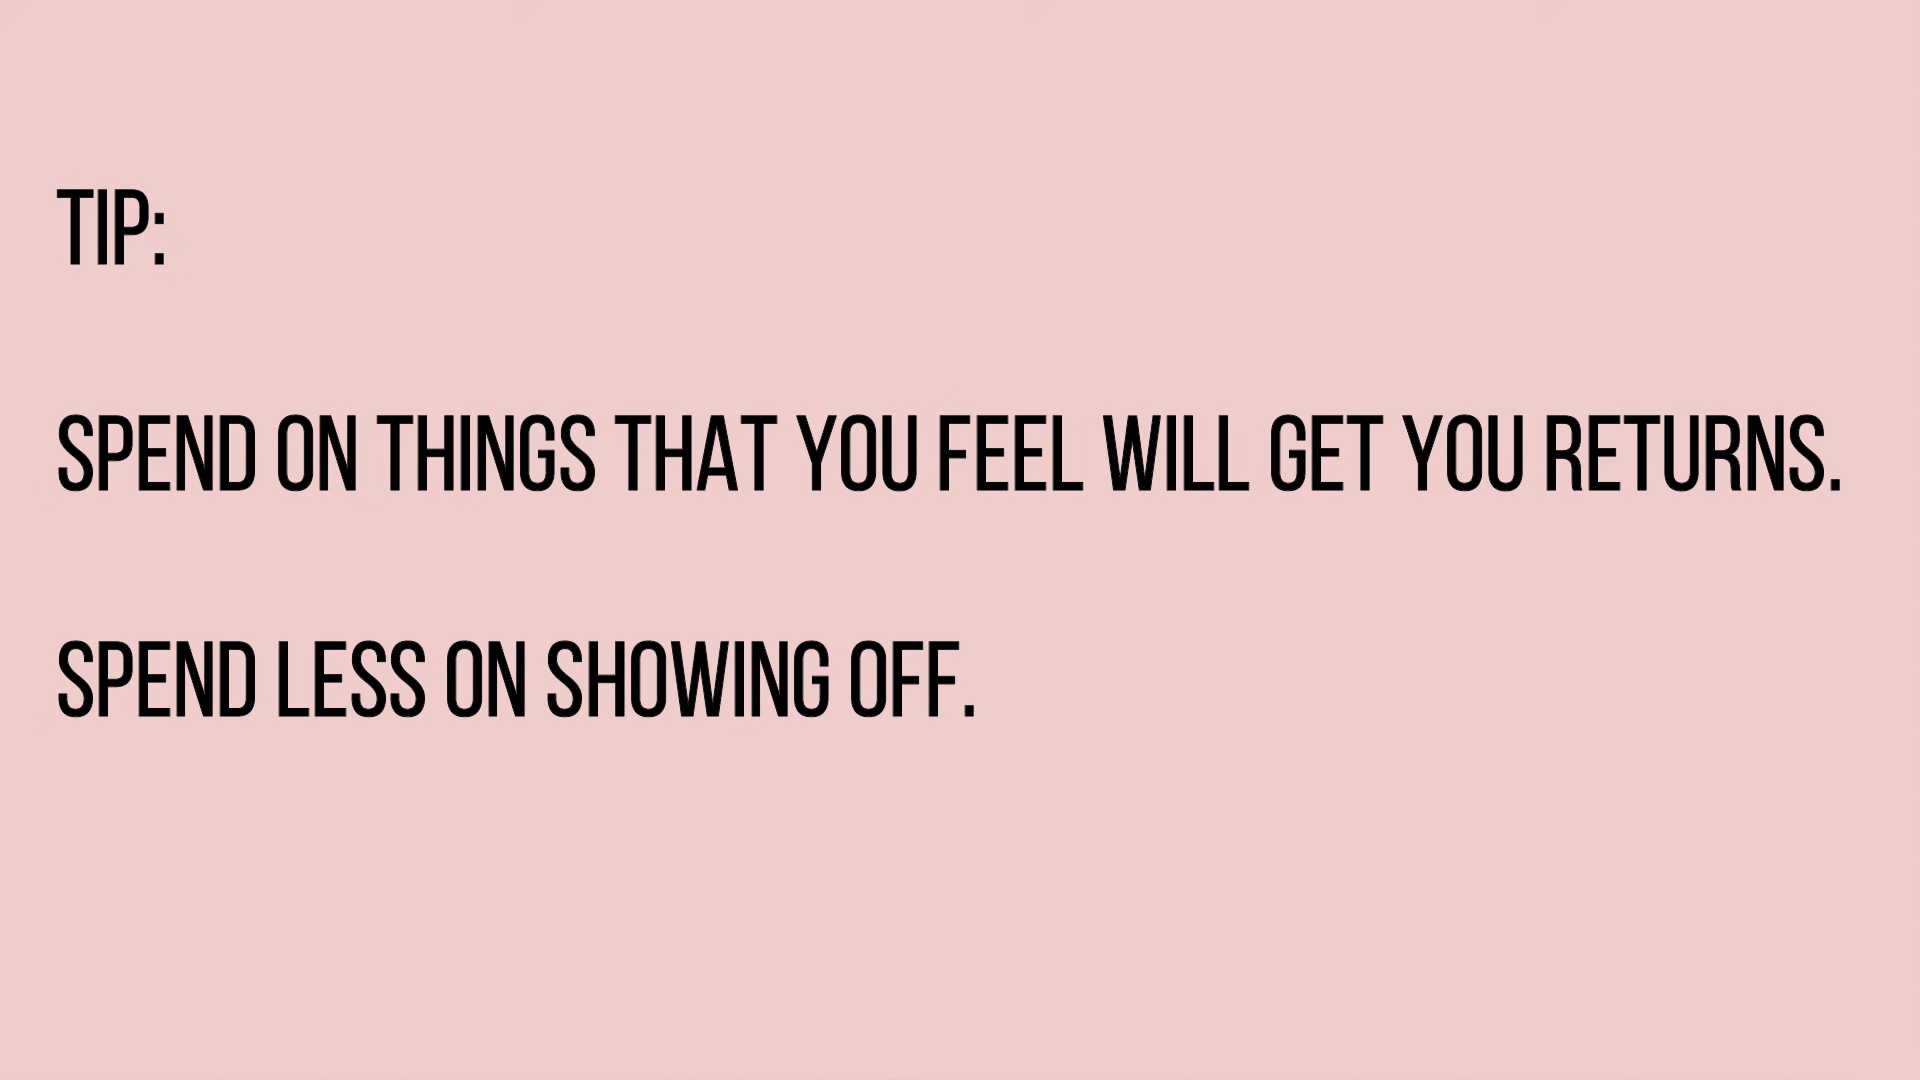 TIP:
SPEND ON THINGS THAT YOU FEEL WILL GET YOU RETURNS.
SPEND LESS ON SHOWING OFF.